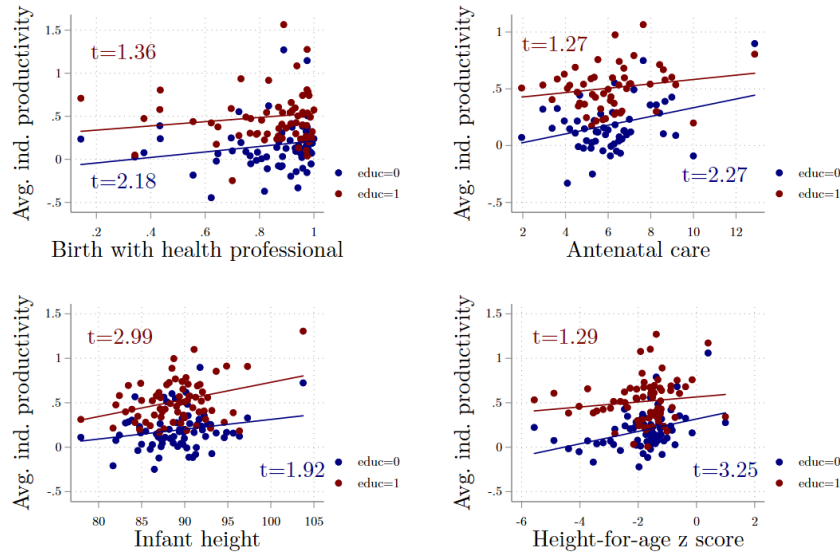 Avg. ind. productivity
1.5
1
.5
0
-.5
t=1.36
t=2.18
.2
.4
.6
.8
1
Birth with health professional
educ=0
educ=1
Avg. ind. productivity
1
.5
0
-.5
t=1.27
t=2.27
2
4
6
8
10
12
Antenatal care
educ=0
educ=1
Avg. ind. productivity
1.5
1
.5
0
-.5
t=2.99
t=1.92
80
85
90
95
100
105
Infant height
educ=0
educ=1
Avg. ind. productivity
1.5
1
.5
0
-.5
t=1.29
t=3.25
-6
-4
-2
0
2
Height-for-age z score
educ=0
educ=1